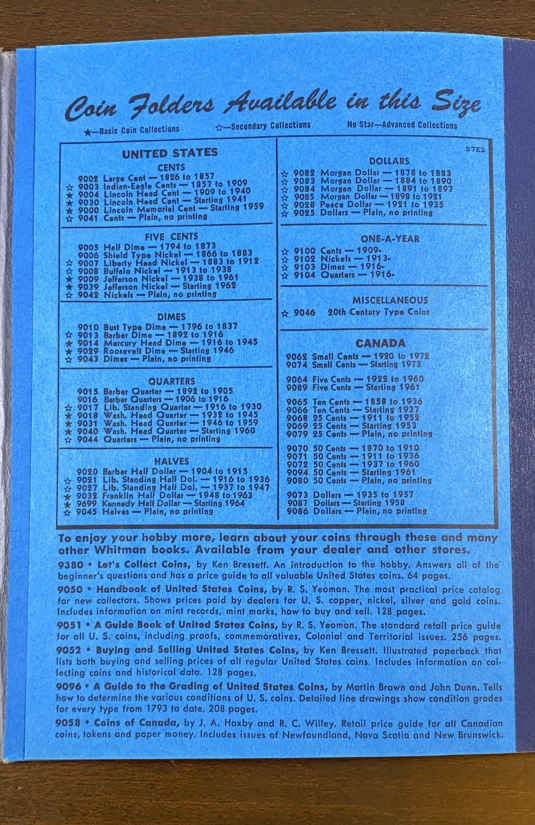 Coin Folders Available in this Size
★—Basic Coin Collections ☆—Secondary Collections No Star—Advanced Collections
UNITED STATES
CENTS
9002 Large Cent — 1826 to 1857
☆ 9003 Indian-Eagle Cents — 1857 to 1909
★ 9004 Lincoln Head Cent — 1909 to 1940
★ 9030 Lincoln Head Cent — Starting 1941
★ 9000 Lincoln Memorial Cent — Starting 1959
☆ 9041 Cents — Plain, no printing
FIVE CENTS
9005 Half Dime — 1794 to 1873
9006 Shield Type Nickel — 1866 to 1883
☆ 9007 Liberty Head Nickel — 1883 to 1912
☆ 9008 Buffalo Nickel — 1913 to 1938
★ 9009 Jefferson Nickel — 1938 to 1961
★ 9039 Jefferson Nickel — Starting 1962
☆ 9042 Nickels — Plain, no printing
DIMES
9010 Bust Type Dime — 1796 to 1837
☆ 9013 Barber Dime — 1892 to 1916
★ 9014 Mercury Head Dime — 1916 to 1945
★ 9029 Roosevelt Dime — Starting 1946
☆ 9043 Dimes — Plain, no printing
QUARTERS
9015 Barber Quarter — 1892 to 1905
9016 Barber Quarter — 1906 to 1916
☆ 9017 Lib. Standing Quarter — 1916 to 1930
★ 9018 Wash. Head Quarter — 1932 to 1945
★ 9031 Wash. Head Quarter — 1946 to 1959
★ 9040 Wash. Head Quarter — Starting 1960
☆ 9044 Quarters — Plain, no printing
HALVES
9020 Barber Half Dollar — 1904 to 1915
☆ 9021 Lib. Standing Half Dol. — 1916 to 1936
☆ 9027 Lib. Standing Half Dol. — 1937 to 1947
★ 9032 Franklin Half Dollar — 1948 to 1963
★ 9699 Kennedy Half Dollar — Starting 1964
☆ 9045 Halves — Plain, no printing
DOLLARS
☆ 9082 Morgan Dollar — 1878 to 1883
☆ 9083 Morgan Dollar — 1884 to 1890
☆ 9084 Morgan Dollar — 1891 to 1897
☆ 9085 Morgan Dollar — 1898 to 1921
☆ 9028 Peace Dollar — 1921 to 1935
☆ 9025 Dollars — Plain, no printing
ONE-A-YEAR
☆ 9100 Cents — 1909-
☆ 9102 Nickels — 1913-
☆ 9103 Dimes — 1916-
☆ 9104 Quarters — 1916-
MISCELLANEOUS
☆ 9046 20th Century Type Coins
CANADA
9062 Small Cents — 1920 to 1972
9074 Small Cents — Starting 1973
9064 Five Cents — 1922 to 1960
9089 Five Cents — Starting 1961
9065 Ten Cents — 1858 to 1936
9066 Ten Cents — Starting 1937
9068 25 Cents — 1911 to 1952
9069 25 Cents — Starting 1953
9079 25 Cents — Plain, no printing
9070 50 Cents — 1870 to 1910
9071 50 Cents — 1911 to 1936
9072 50 Cents — 1937 to 1960
9094 50 Cents — Starting 1961
9080 50 Cents — Plain, no printing
9073 Dollars — 1935 to 1957
9087 Dollars — Starting 1958
9086 Dollars — Plain, no printing
To enjoy your hobby more, learn about your coins through these and many
other Whitman books. Available from your dealer and other stores.
9380 • Let's Collect Coins, by Ken Bressett. An introduction to the hobby. Answers all of the
beginner's questions and has a price guide to all valuable United States coins. 64 pages.
9050 • Handbook of United States Coins, by R. S. Yeoman. The most practical price catalog
for new collectors. Shows prices paid by dealers for U. S. copper, nickel, silver and gold coins.
Includes information on mint records, mint marks, how to buy and sell. 128 pages.
9051 • A Guide Book of United States Coins, by R. S. Yeoman. The standard retail price guide
for all U. S. coins, including proofs, commemoratives, Colonial and Territorial issues. 256 pages.
9052 • Buying and Selling United States Coins, by Ken Bressett. Illustrated paperback that
lists both buying and selling prices of all regular United States coins. Includes information on col-
lecting coins and historical data. 128 pages.
9096 • A Guide to the Grading of United States Coins, by Martin Brown and John Dunn. Tells
how to determine the various conditions of U. S. coins. Detailed line drawings show condition grades
for every type from 1793 to date. 208 pages.
9058 • Coins of Canada, by J. A. Haxby and R. C. Willey. Retail price guide for all Canadian
coins, tokens and paper money. Includes issues of Newfoundland, Nova Scotia and New Brunswick.